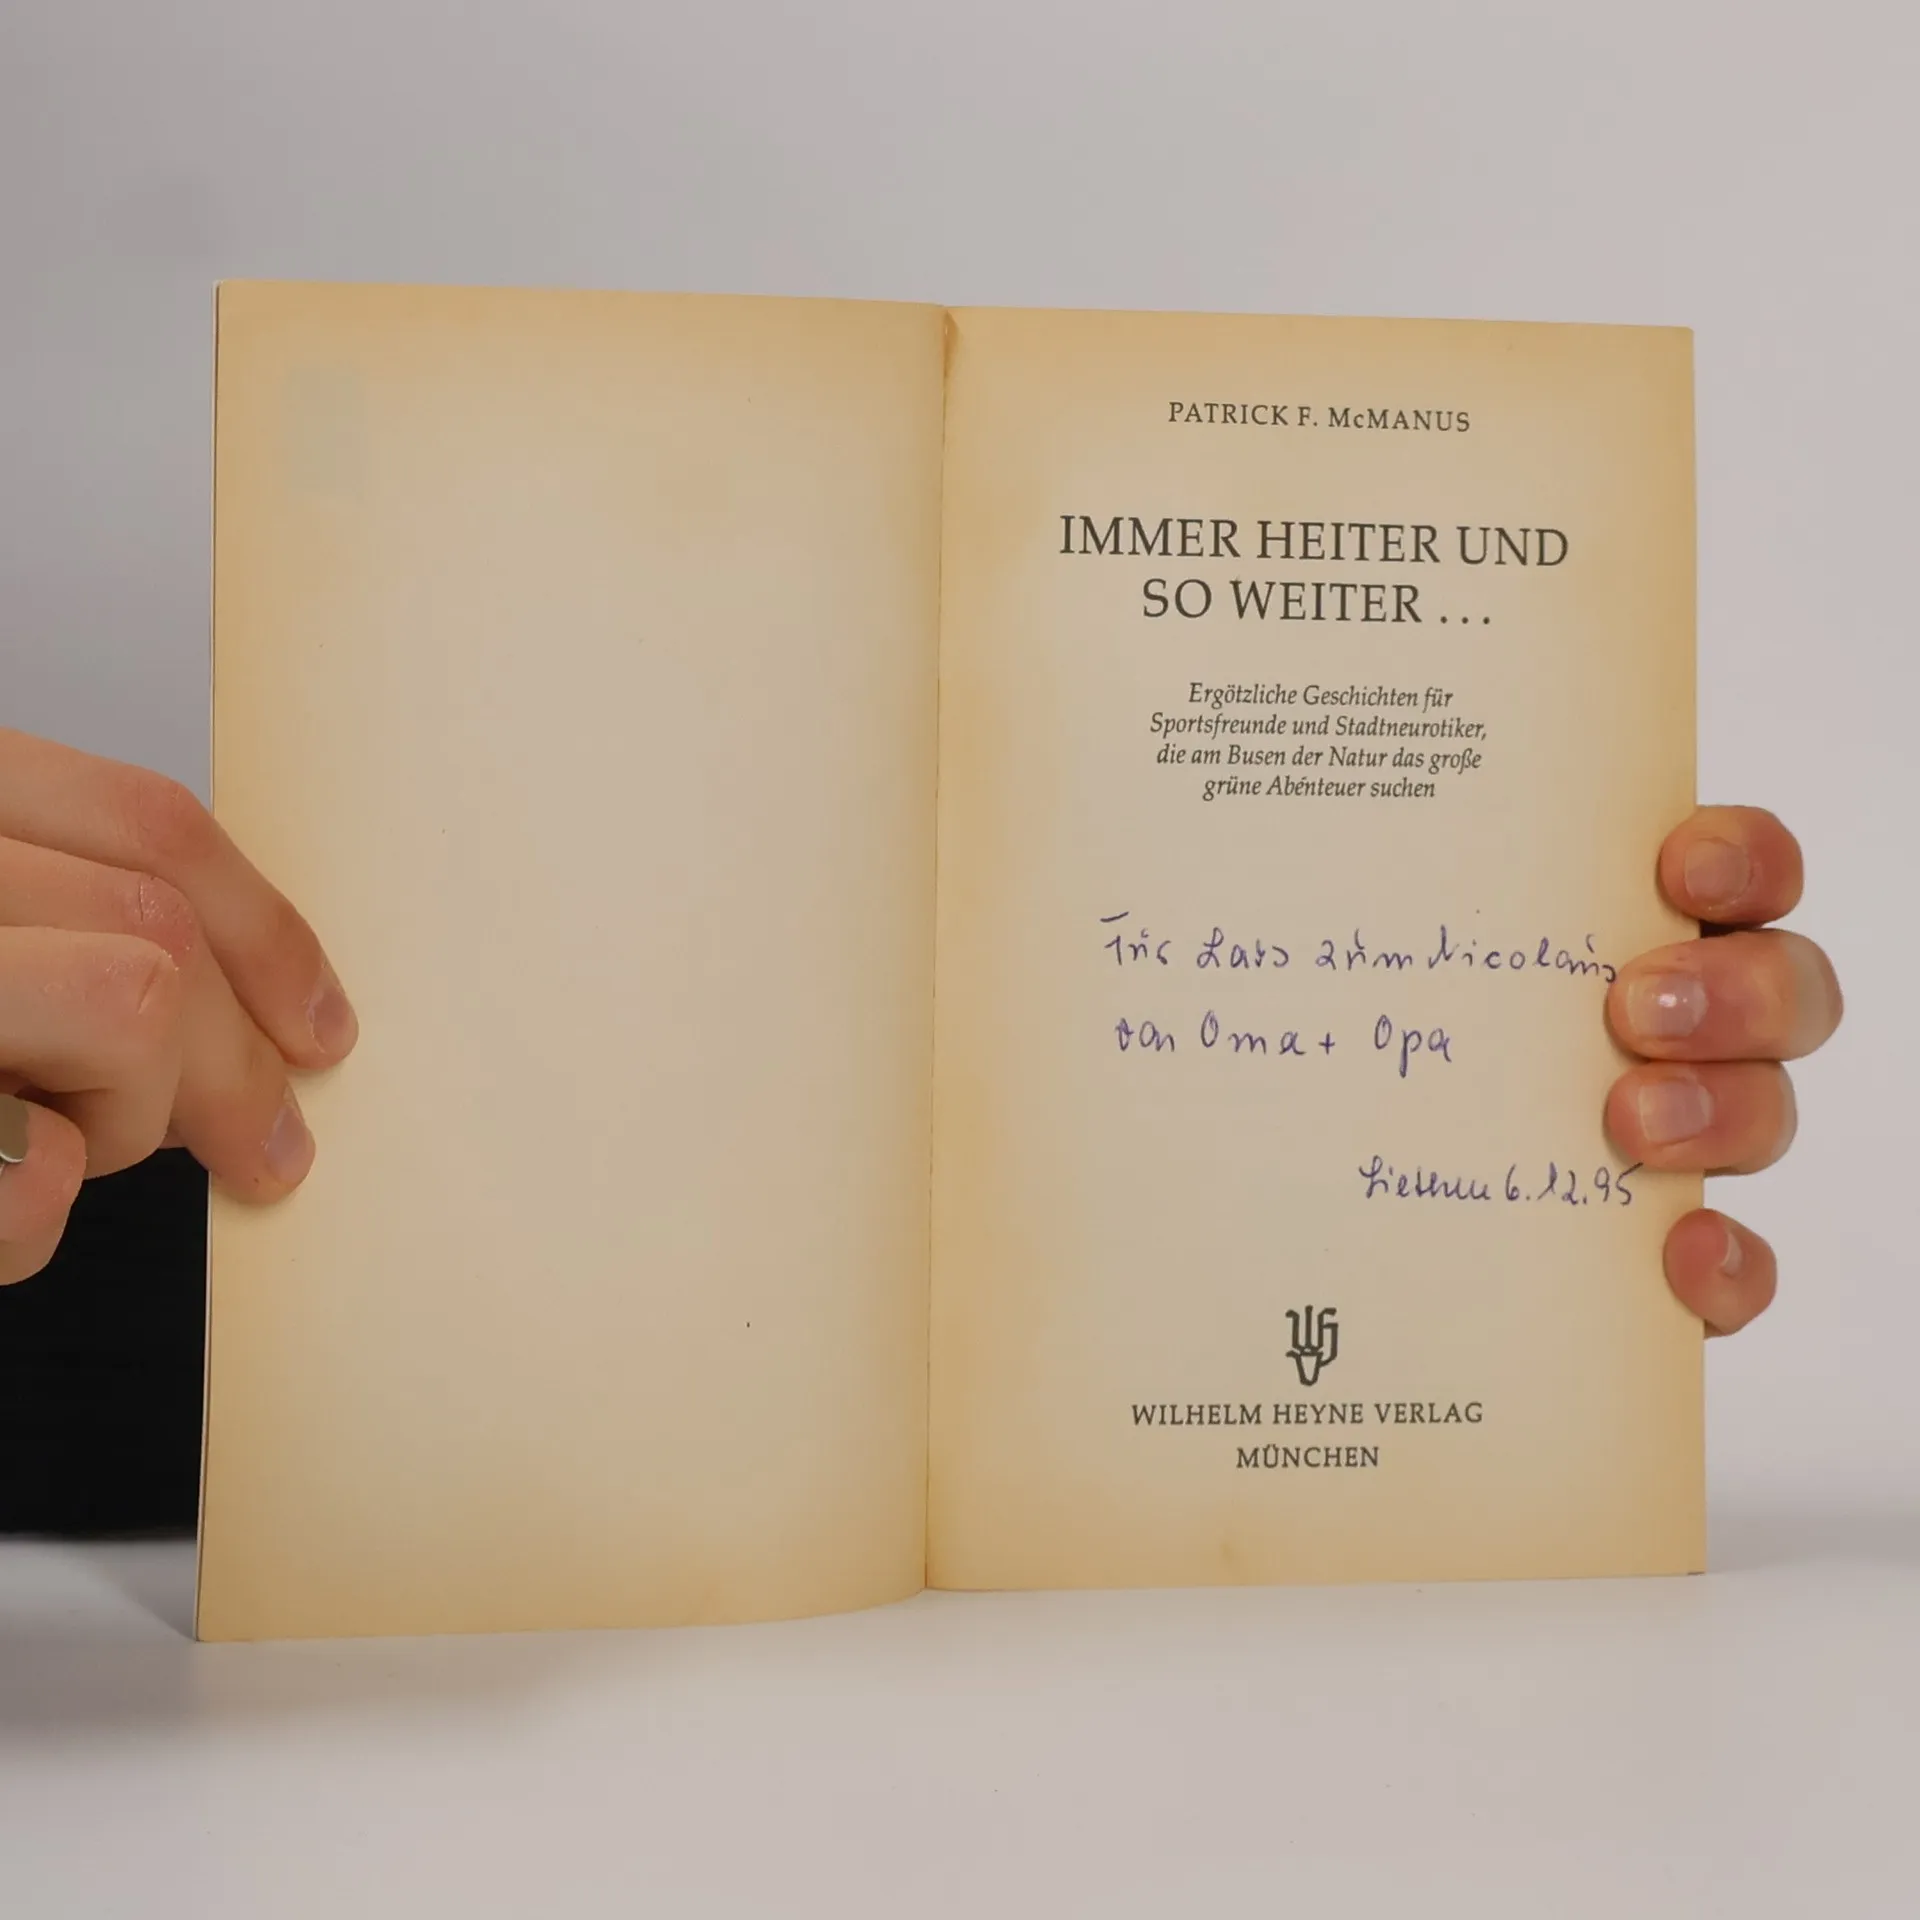 PATRICK F. McMANUS
IMMER HEITER UND
SO WEITER ...
Ergötzliche Geschichten für
Sportsfreunde und Stadtneurotiker,
die am Busen der Natur das große
grüne Abenteuer suchen
Für Lars zum Nicolaus
von Oma + Opa
6.12.95
WILHELM HEYNE VERLAG
MÜNCHEN